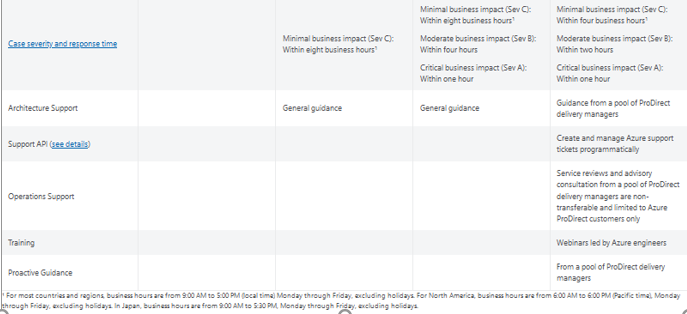 Minimal business impact (Sev C):
Within eight business hours¹
Minimal business impact (Sev C):
Within four business hours¹
Case severity and response time
Minimal business impact (Sev C):
Within eight business hours¹
Moderate business impact (Sev B):
Within four hours
Moderate business impact (Sev B):
Within two hours
Critical business impact (Sev A):
Within one hour
Critical business impact (Sev A):
Within one hour
Architecture Support
General guidance
General guidance
Guidance from a pool of ProDirect
delivery managers
Support API (see details)
Create and manage Azure support
tickets programmatically
Operations Support
Service reviews and advisory
consultation from a pool of ProDirect
delivery managers are non-
transferable and limited to Azure
ProDirect customers only
Training
Webinars led by Azure engineers
Proactive Guidance
From a pool of ProDirect delivery
managers
¹ For most countries and regions, business hours are from 9:00 AM to 5:00 PM (local time) Monday through Friday, excluding holidays. For North America, business hours are from 6:00 AM to 6:00 PM (Pacific time), Monday
through Friday, excluding holidays. In Japan, business hours are from 9:00 AM to 5:30 PM, Monday through Friday, excluding holidays.